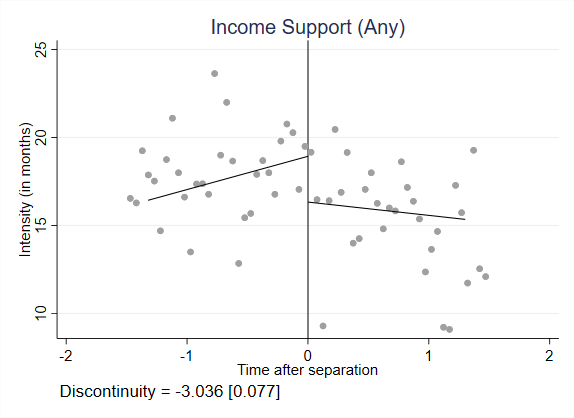 Income Support (Any)
Intensity (in months)
25
20
15
10
-2 -1 0 1 2
Time after separation
Discontinuity = -3.036 [0.077]